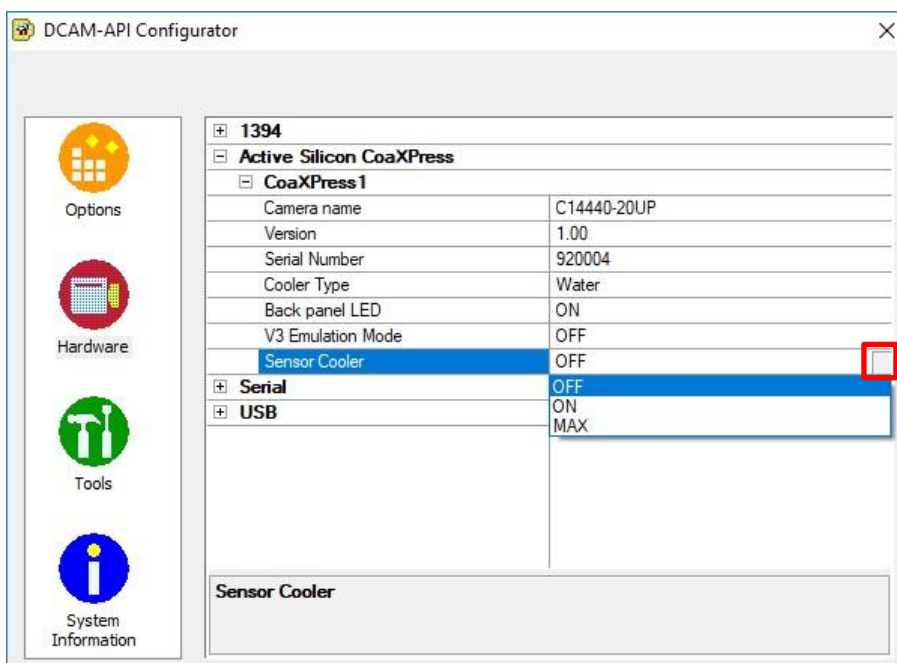 DCAM-API Configurator
Options
Hardware
Tools
System
Information
1394
Active Silicon CoaXPress
CoaXPress1
Camera name C14440-20UP
Version 1.00
Serial Number 920004
Cooler Type Water
Back panel LED ON
V3 Emulation Mode OFF
Sensor Cooler OFF
Serial OFF
USB ON
MAX
Sensor Cooler